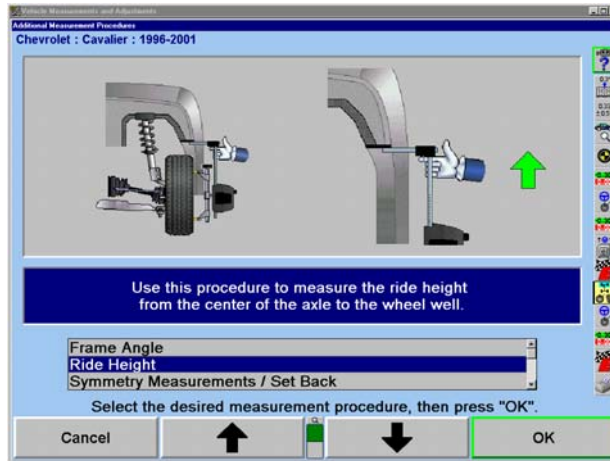 Vehicle Measurements and Adjustments
Additional Measurement Procedures
Chevrolet : Cavalier : 1996-2001
Use this procedure to measure the ride height
from the center of the axle to the wheel well.
Frame Angle
Ride Height
Symmetry Measurements / Set Back
Select the desired measurement procedure, then press "OK".
Cancel
OK